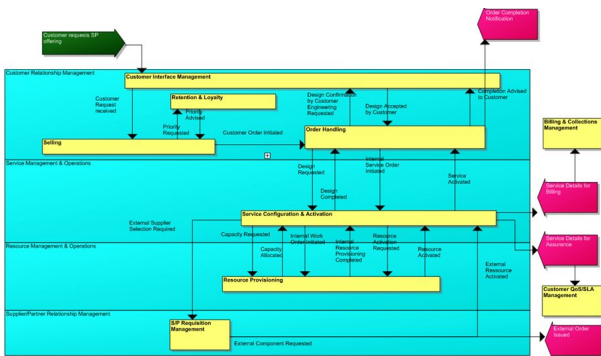 Customer requests SP
offering
Order Completion
Notification
Customer Relationship Management
Customer Interface Management
Customer
Request
received
Retention & Loyalty
Priority
Requested
Priority
Advised
Design Confirmation
by Customer
Engineering
Requested
Design Accepted
by Customer
Completion Advised
to Customer
Selling
Customer Order Initiated
Order Handling
Billing & Collections
Management
Service Management & Operations
Design
Requested
Design
Completed
Internal
Service Order
Initiated
Service
Activated
Service Details for
Billing
Service Configuration & Activation
External Supplier
Selection Required
Capacity Requested
Capacity
Allocated
Internal Work
Order Initiated
Internal
Resource
Provisioning
Completed
Resource
Activation
Requested
Resource
Activated
Service Details for
Assurance
Resource Management & Operations
External
Ressource
Activated
Resource Provisioning
Customer QoS/SLA
Management
Supplier/Partner Relationship Management
S/P Requisition
Management
External Component Requested
External Order
Issued